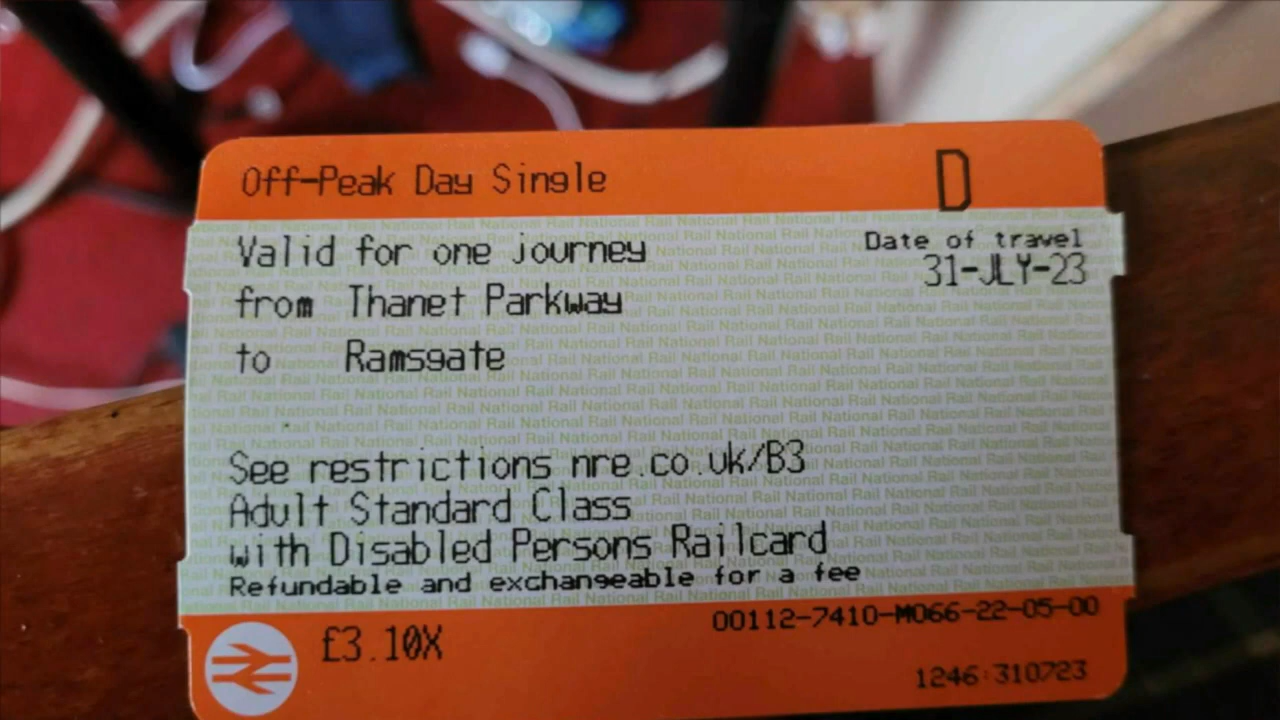 Off-Peak Day Single D
Valid for one journey
Date of travel
31-JLY-23
from Thanet Parkway
to Ramsgate
See restrictions nre.co.uk/B3
Adult Standard Class
with Disabled Persons Railcard
Refundable and exchangeable for a fee
00112-7410-M066-22-05-00
£3.10X
1246 310723